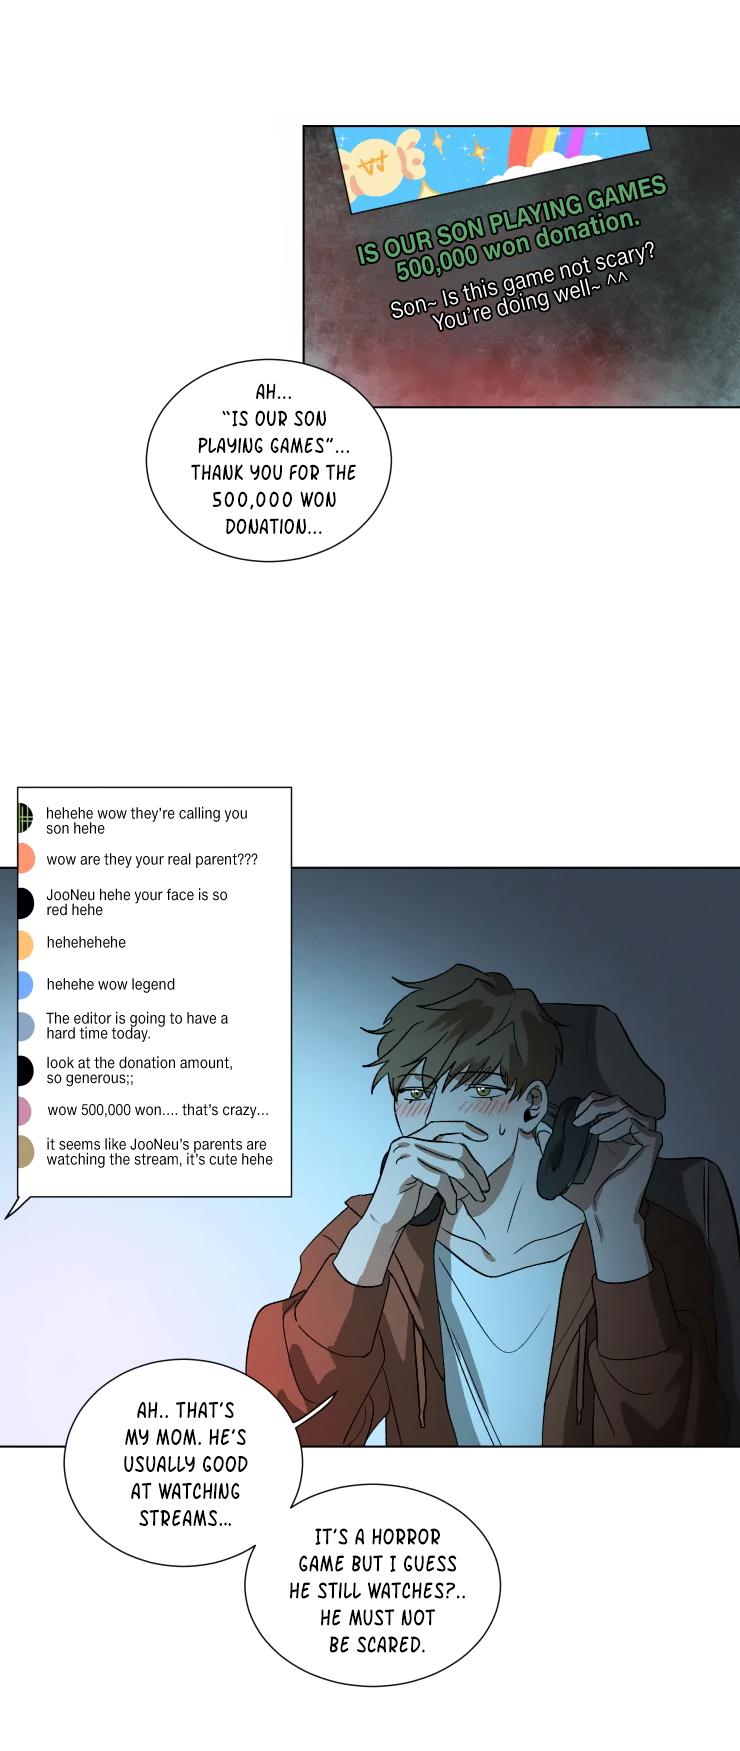 IS OUR SON PLAYING GAMES
500,000 won donation.
Son~ Is this game not scary?
You're doing well~ ^^
AH...
"IS OUR SON
PLAYING GAMES"...
THANK YOU FOR THE
500,000 WON
DONATION...
hehehe wow they're calling you
son hehe
wow are they your real parent???
JooNeu hehe your face is so
red hehe
hehehehehe
hehehe wow legend
The editor is going to have a
hard time today.
look at the donation amount,
so generous;;
wow 500,000 won.... that's crazy...
it seems like JooNeu's parents are
watching the stream, it's cute hehe
AH.. THAT'S
MY MOM. HE'S
USUALLY GOOD
AT WATCHING
STREAMS...
IT'S A HORROR
GAME BUT I GUESS
HE STILL WATCHES?..
HE MUST NOT
BE SCARED.